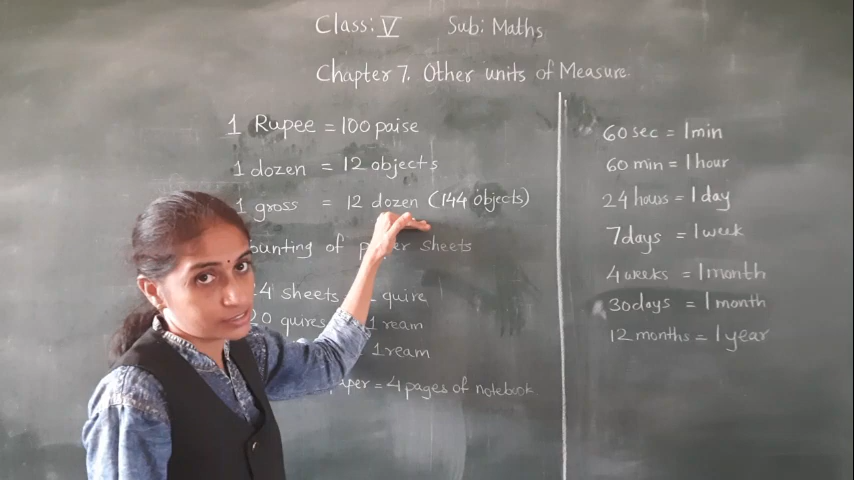 Class: V Sub: Maths
Chapter 7. Other units of Measure.
1 Rupee = 100 paise
1 dozen = 12 objects
1 gross = 12 dozen (144 objects)
of sheets
4 sheets quire
quires 1 ream
1 ream
= 4 pages of notebook
60 sec = 1 min
60 min = 1 hour
24 hours = 1 day
7 days = 1 week
4 weeks = 1 month
30 days = 1 month
12 months = 1 year